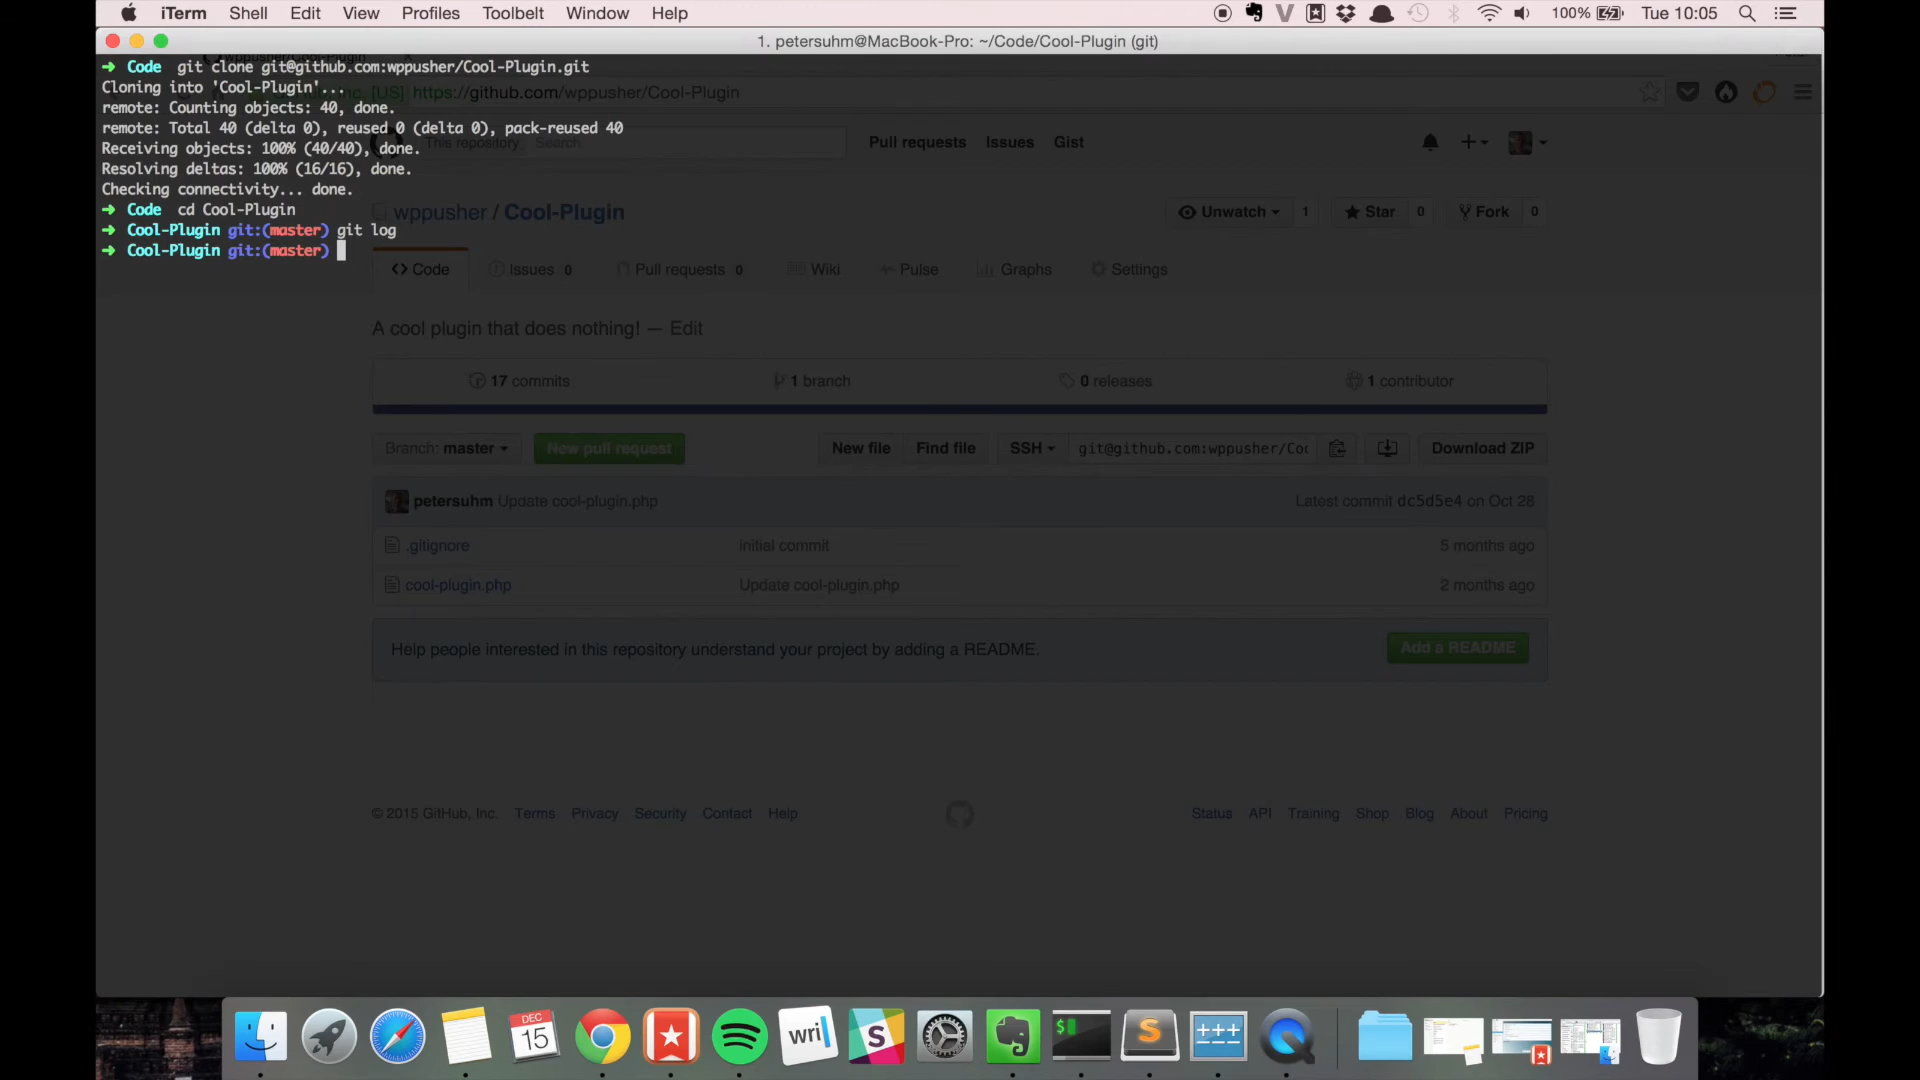 iTerm Shell Edit View Profiles Toolbelt Window Help 100% Tue 10:05
1. petersuhm@MacBook-Pro: ~/Code/Cool-Plugin (git)
➜ Code git clone git@github.com:wppusher/Cool-Plugin.git
Cloning into 'Cool-Plugin'...
[US] https://github.com/wppusher/Cool-Plugin
remote: Counting objects: 40, done.
remote: Total 40 (delta 0), reused 0 (delta 0), pack-reused 40
This repository Search Pull requests Issues Gist
Receiving objects: 100% (40/40), done.
Resolving deltas: 100% (16/16), done.
Checking connectivity... done.
➜ Code cd Cool-Plugin
wppusher / Cool-Plugin Unwatch 1 Star 0 Fork 0
➜ Cool-Plugin git:(master) git log
➜ Cool-Plugin git:(master)
Code Issues 0 Pull requests 0 Wiki Pulse Graphs Settings
A cool plugin that does nothing! — Edit
17 commits 1 branch 0 releases 1 contributor
Branch: master New pull request New file Find file SSH git@github.com:wppusher/Coo Download ZIP
petersuhm Update cool-plugin.php Latest commit dc5d5e4 on Oct 28
.gitignore initial commit 5 months ago
cool-plugin.php Update cool-plugin.php 2 months ago
Help people interested in this repository understand your project by adding a README. Add a README
© 2015 GitHub, Inc. Terms Privacy Security Contact Help Status API Training Shop Blog About Pricing
DEC
15
wri
$
S
+++